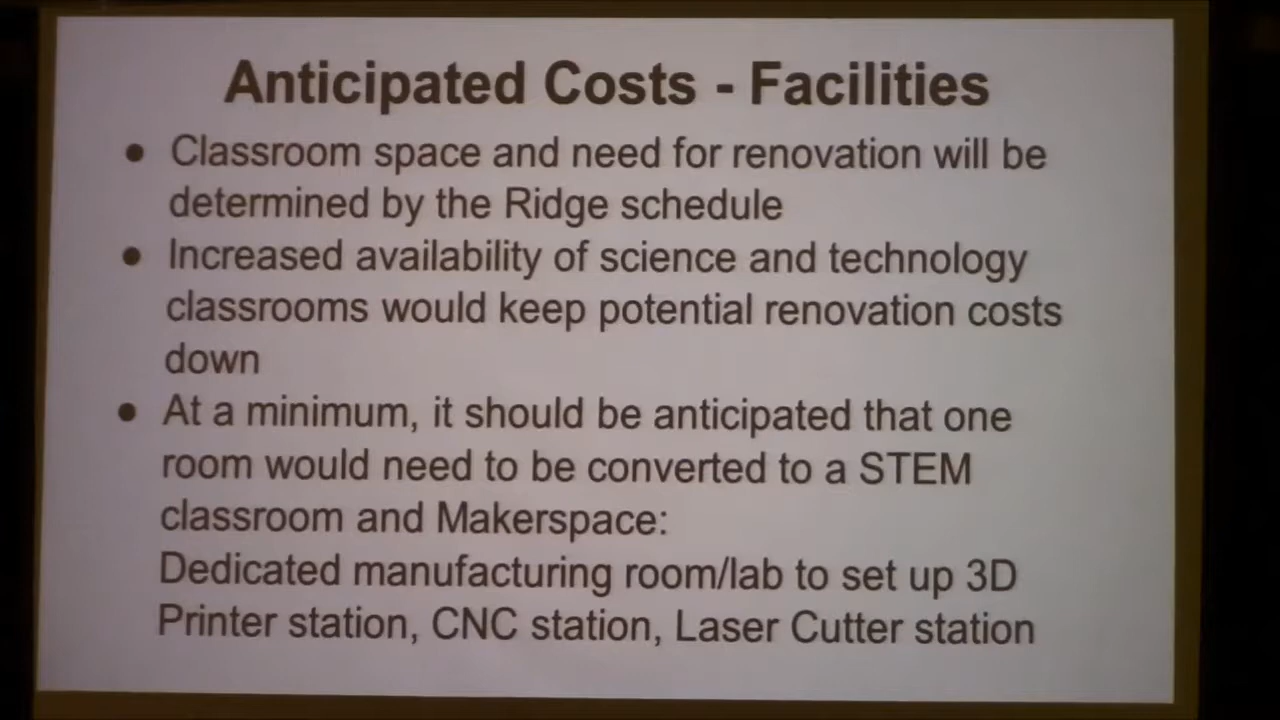 Anticipated Costs - Facilities
● Classroom space and need for renovation will be
determined by the Ridge schedule
● Increased availability of science and technology
classrooms would keep potential renovation costs
down
● At a minimum, it should be anticipated that one
room would need to be converted to a STEM
classroom and Makerspace:
Dedicated manufacturing room/lab to set up 3D
Printer station, CNC station, Laser Cutter station